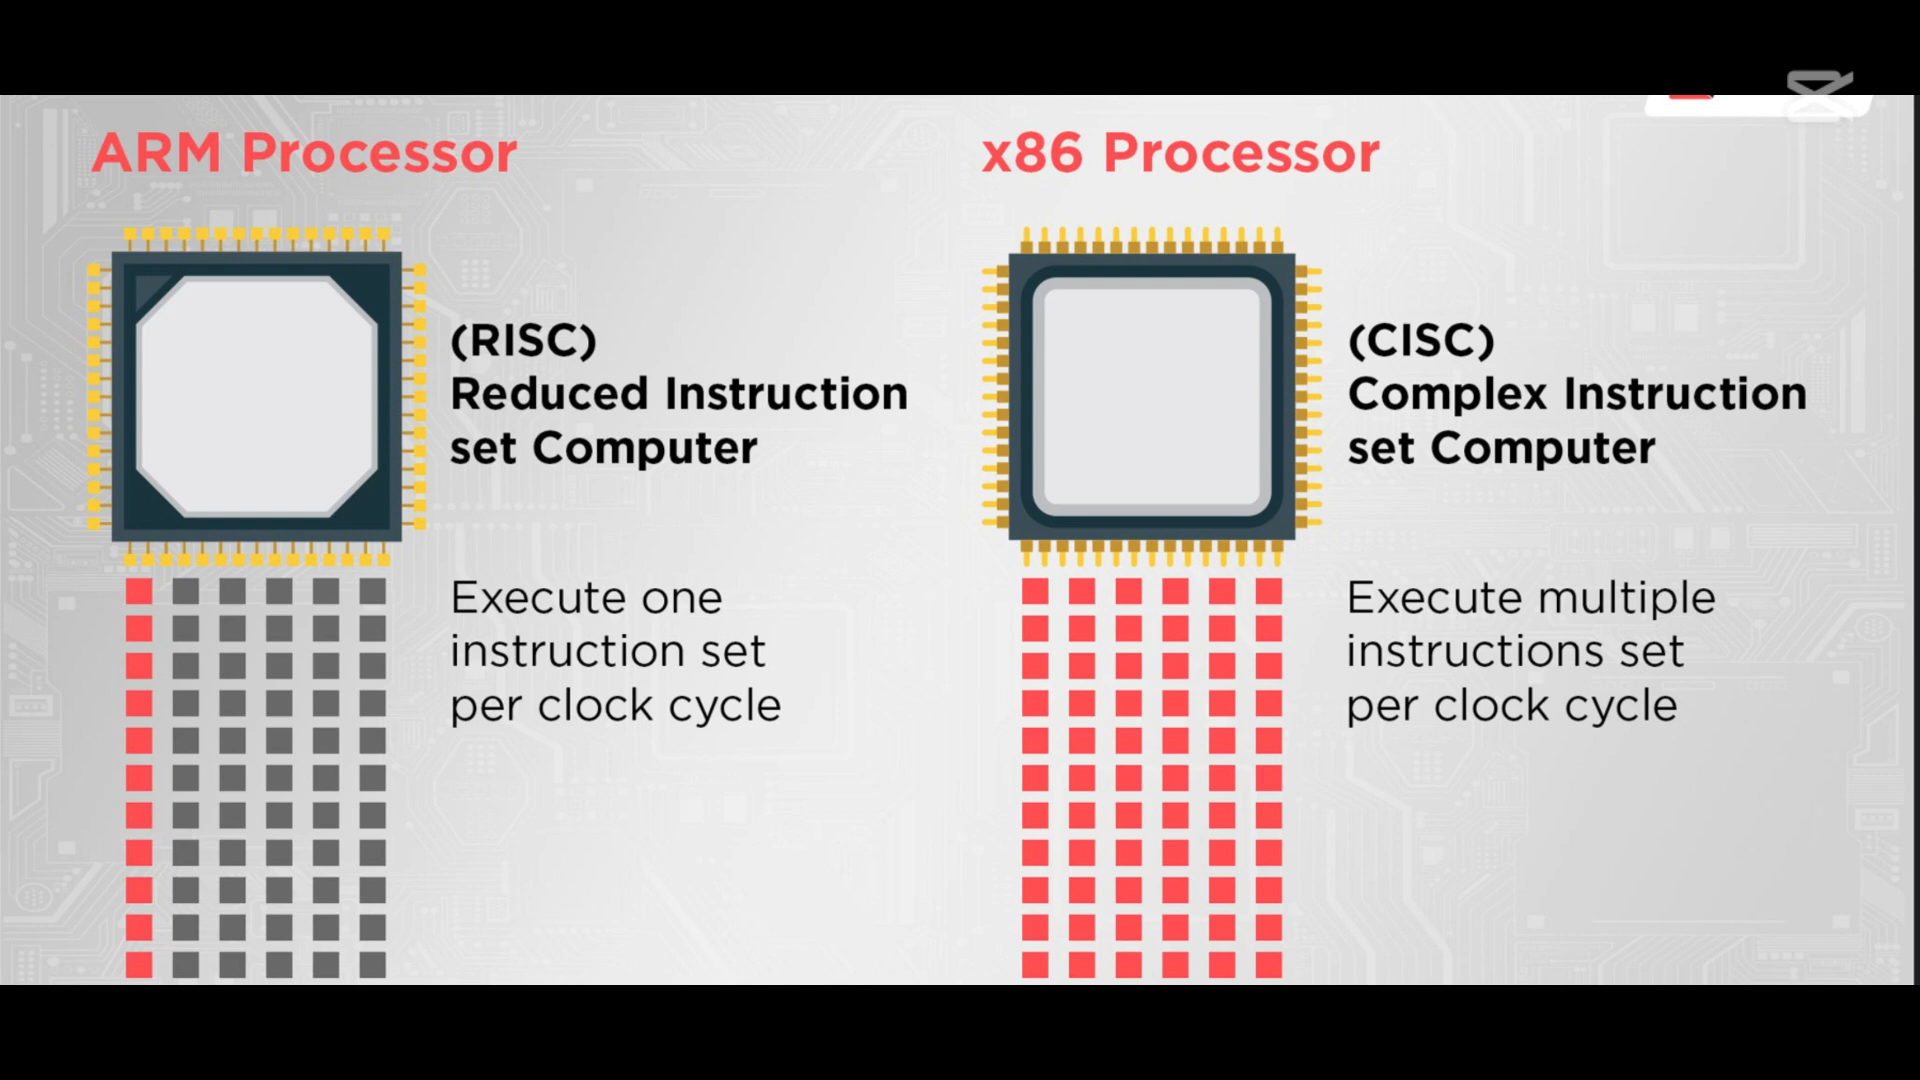 ARM Processor
(RISC)
Reduced Instruction
set Computer
Execute one
instruction set
per clock cycle
x86 Processor
(CISC)
Complex Instruction
set Computer
Execute multiple
instructions set
per clock cycle